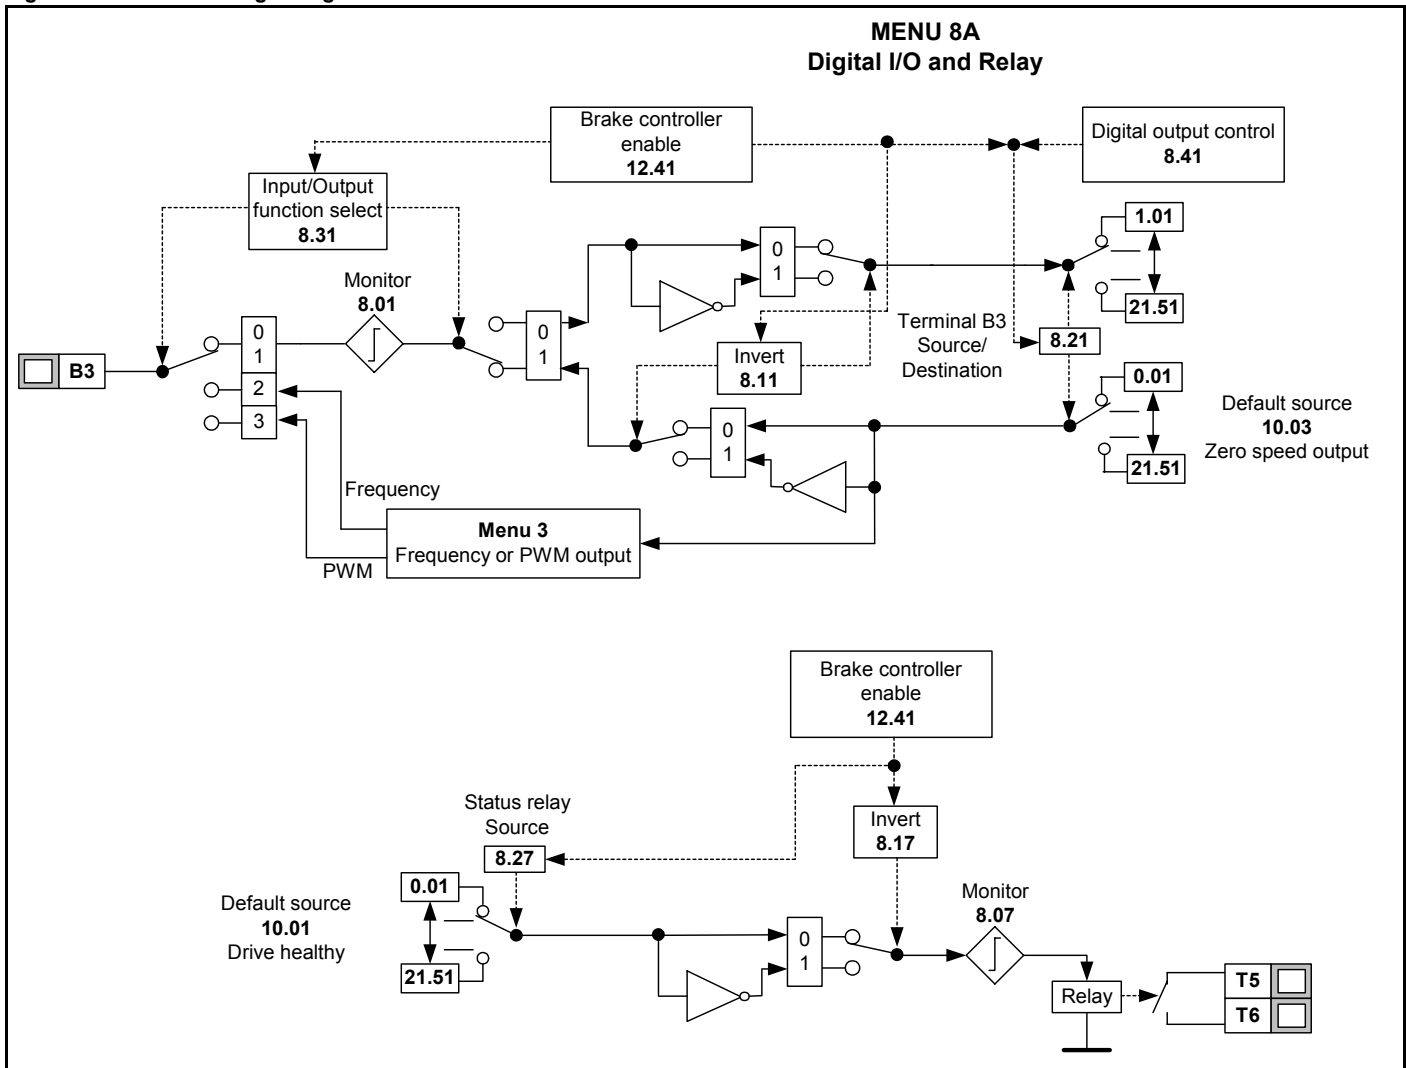 MENU 8A
Digital I/O and Relay
Brake controller
enable
12.41
Digital output control
8.41
Input/Output
function select
8.31
1.01
21.51
Monitor
8.01
0
1
0
1
Terminal B3
Source/
Destination
8.21
B3
0
1
2
3
Invert
8.11
0.01
21.51
Default source
10.03
Zero speed output
0
1
Frequency
PWM
Menu 3
Frequency or PWM output
Brake controller
enable
12.41
Status relay
Source
8.27
Invert
8.17
Default source
10.01
Drive healthy
0.01
21.51
0
1
Monitor
8.07
Relay
T5
T6